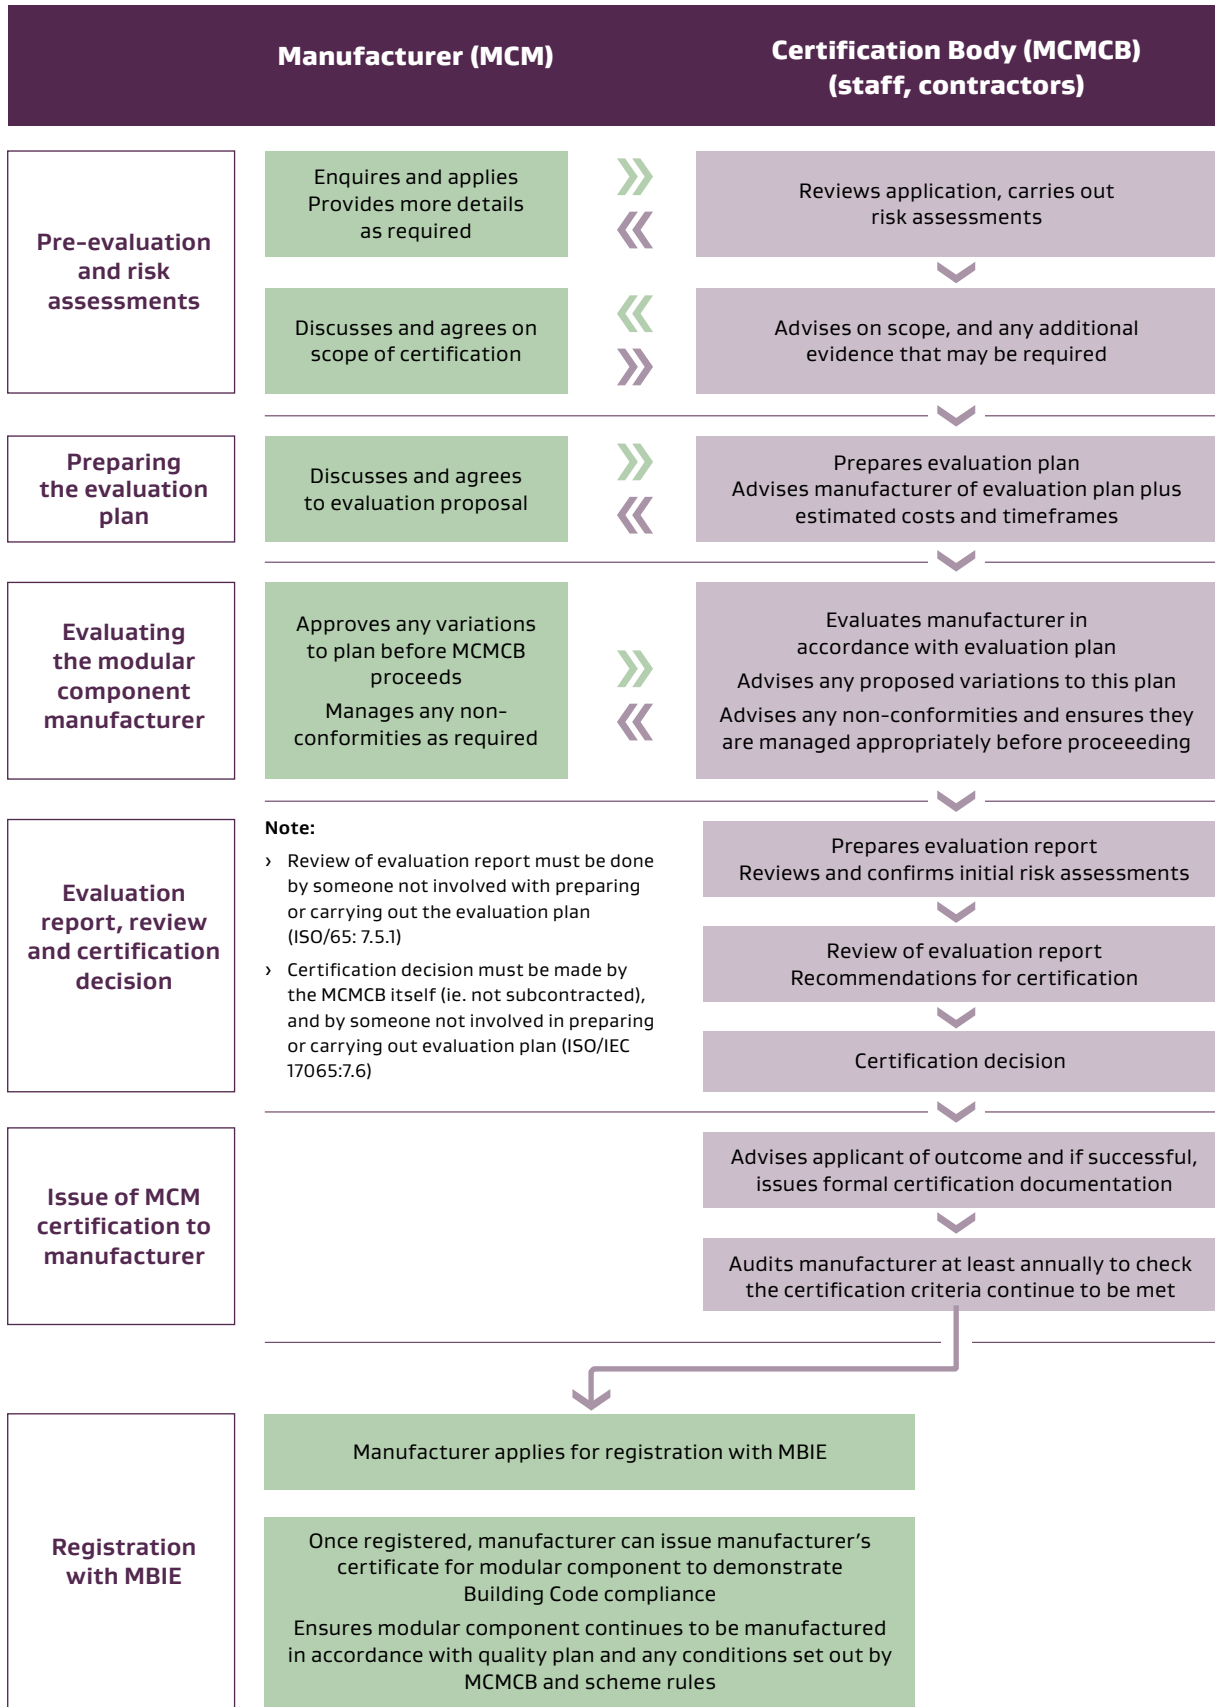 Manufacturer (MCM)
Certification Body (MCMCB)
(staff, contractors)
Pre-evaluation
and risk
assessments
Enquires and applies
Provides more details
as required
Reviews application, carries out
risk assessments
Discusses and agrees on
scope of certification
Advises on scope, and any additional
evidence that may be required
Preparing
the evaluation
plan
Discusses and agrees
to evaluation proposal
Prepares evaluation plan
Advises manufacturer of evaluation plan plus
estimated costs and timeframes
Evaluating
the modular
component
manufacturer
Approves any variations
to plan before MCMCB
proceeds
Manages any non-
conformities as required
Evaluates manufacturer in
accordance with evaluation plan
Advises any proposed variations to this plan
Advises any non-conformities and ensures they
are managed appropriately before proceeeding
Evaluation
report, review
and certification
decision
Note:
› Review of evaluation report must be done
by someone not involved with preparing
or carrying out the evaluation plan
(ISO/65: 7.5.1)
› Certification decision must be made by
the MCMCB itself (ie. not subcontracted),
and by someone not involved in preparing
or carrying out evaluation plan (ISO/IEC
17065:7.6)
Prepares evaluation report
Reviews and confirms initial risk assessments
Review of evaluation report
Recommendations for certification
Certification decision
Issue of MCM
certification to
manufacturer
Advises applicant of outcome and if successful,
issues formal certification documentation
Audits manufacturer at least annually to check
the certification criteria continue to be met
Registration
with MBIE
Manufacturer applies for registration with MBIE
Once registered, manufacturer can issue manufacturer’s
certificate for modular component to demonstrate
Building Code compliance
Ensures modular component continues to be manufactured
in accordance with quality plan and any conditions set out by
MCMCB and scheme rules